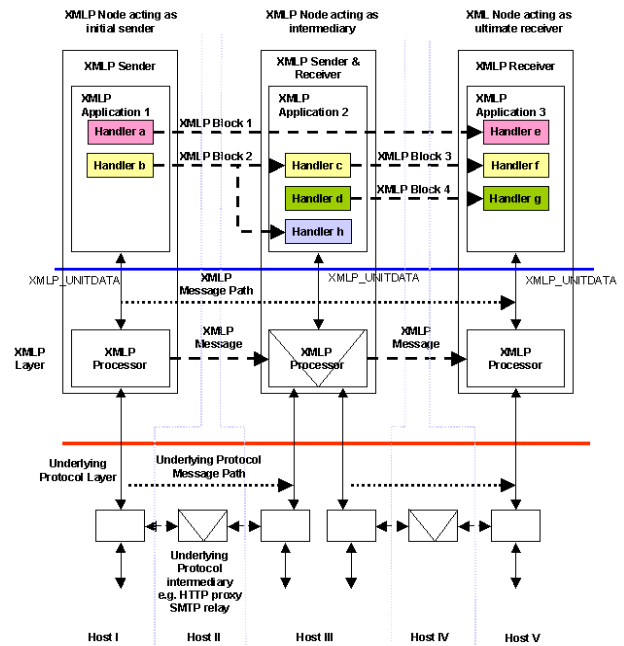 XMLP Node acting as
initial sender
XMLP Node acting as
intermediary
XML Node acting as
ultimate receiver
XMLP Sender
XMLP Sender &
Receiver
XMLP Receiver
XMLP
Application 1
XMLP
Application 2
XMLP
Application 3
Handler a
XMLP Block 1
Handler e
Handler b
XMLP Block 2
Handler c
XMLP Block 3
Handler f
Handler d
XMLP Block 4
Handler g
Handler h
XMLP_UNITDATA
XMLP
Message Path
XMLP_UNITDATA
XMLP_UNITDATA
XMLP
Layer
XMLP
Processor
XMLP
Message
XMLP
Processor
XMLP
Message
XMLP
Processor
Underlying
Protocol Layer
Underlying Protocol
Message Path
Underlying
Protocol
intermediary
e.g. HTTP proxy
SMTP relay
Host I
Host II
Host III
Host IV
Host V